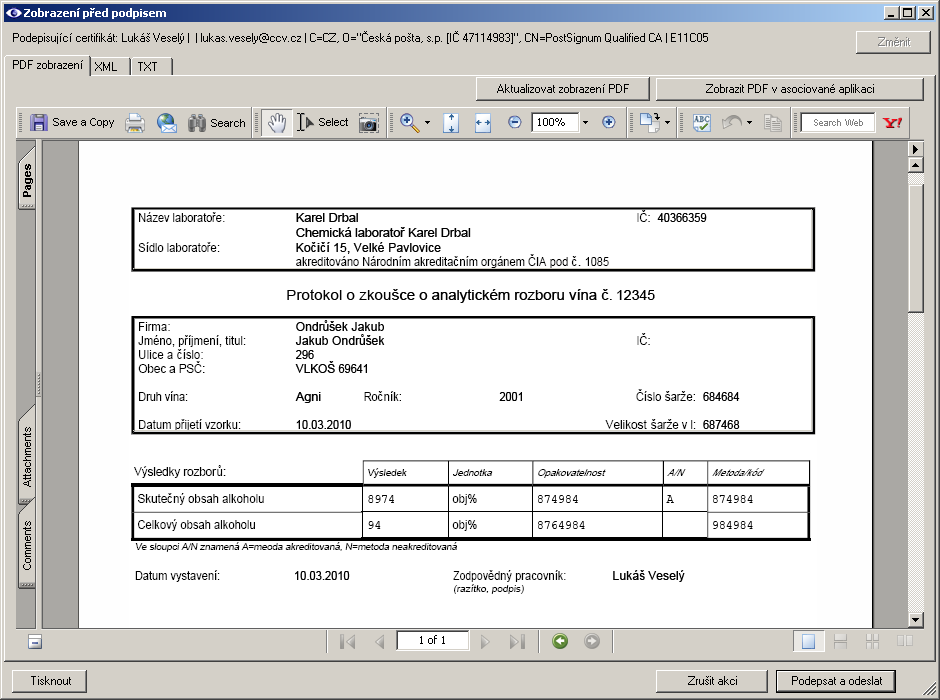 Zobrazení před podpisem
Podepisující certifikát: Lukáš Veselý | | lukas.vesely@ccv.cz | C=CZ, O="Česká pošta, s.p. [IČ 47114983]", CN=PostSignum Qualified CA | E11C05
Změnit
PDF zobrazení XML TXT
Aktualizovat zobrazení PDF Zobrazit PDF v asociované aplikaci
Save a Copy Search Select 100% ABC Search Web Y!
Pages
Attachments
Comments
Název laboratoře: Karel Drbal IČ: 40366359
Chemická laboratoř Karel Drbal
Sídlo laboratoře: Kočičí 15, Velké Pavlovice
akreditováno Národním akreditačním orgánem ČIA pod č. 1085
Protokol o zkoušce o analytickém rozboru vína č. 12345
Firma: Ondrůšek Jakub
Jméno, příjmení, titul: Jakub Ondrůšek IČ:
Ulice a číslo: 296
Obec a PSČ: VLKOŠ 69641
Druh vína: Agni Ročník: 2001 Číslo šarže: 684684
Datum přijetí vzorku: 10.03.2010 Velikost šarže v l: 687468
Výsledky rozborů: Výsledek Jednotka Opakovatelnost A/N Metoda/kód
Skutečný obsah alkoholu 8974 obj% 874984 A 874984
Celkový obsah alkoholu 94 obj% 8764984 984984
Ve sloupci A/N znamená A=meoda akreditovaná, N=metoda neakreditovaná
Datum vystavení: 10.03.2010 Zodpovědný pracovník: Lukáš Veselý
(razítko, podpis)
1 of 1
Tisknout Zrušit akci Podepsat a odeslat